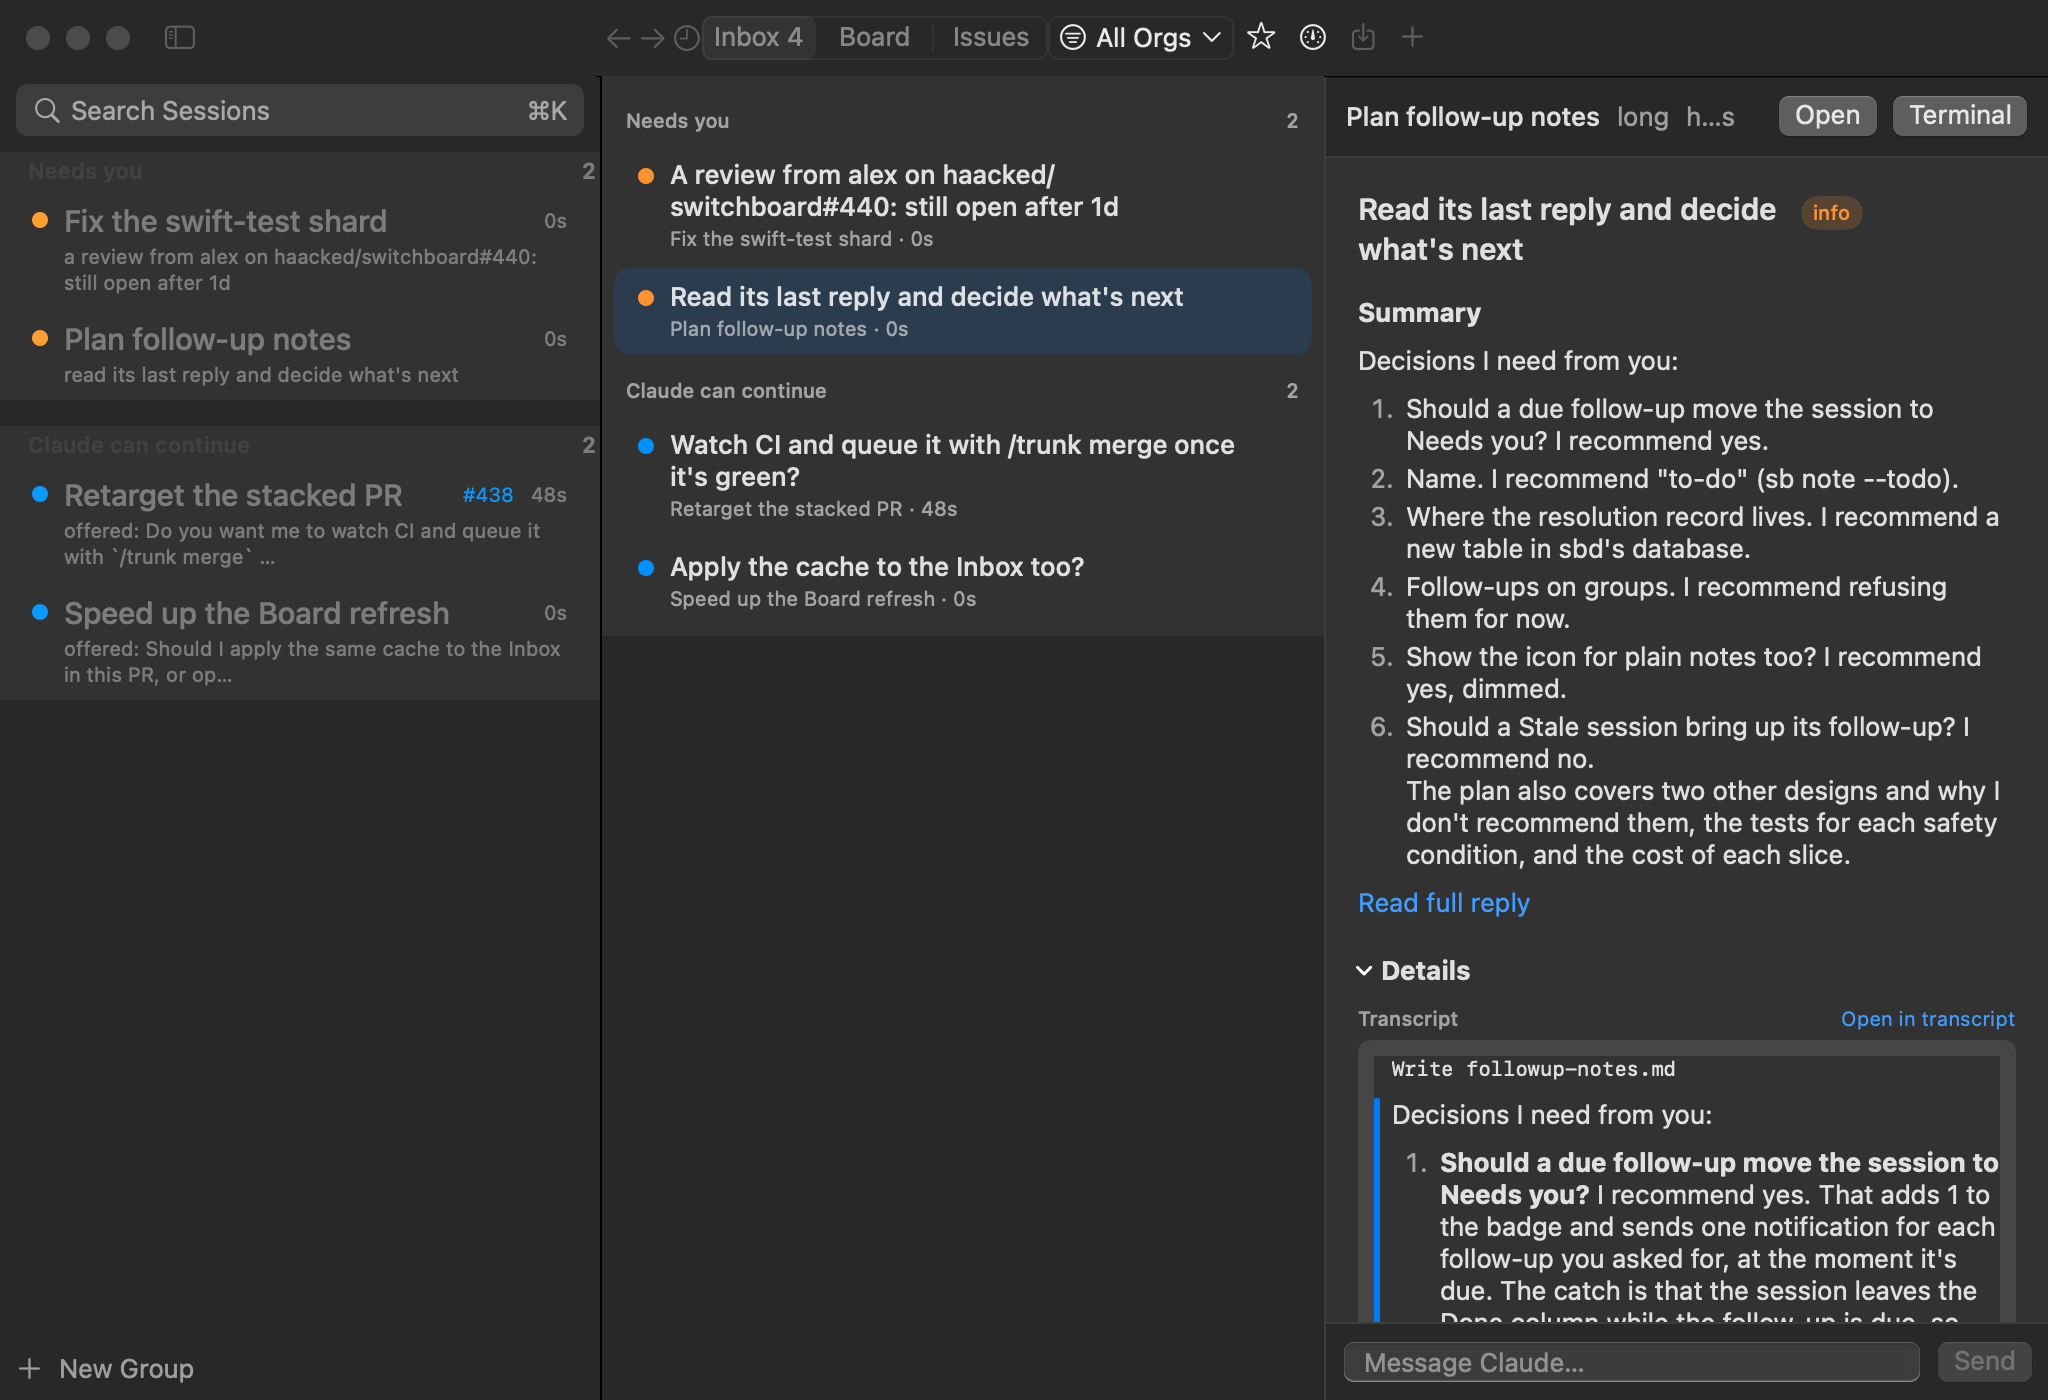 Inbox 4
Board
Issues
All Orgs
Search Sessions
⌘K
Needs you
2
Fix the swift-test shard
0s
a review from alex on haacked/switchboard#440:
still open after 1d
Plan follow-up notes
0s
read its last reply and decide what's next
Claude can continue
2
Retarget the stacked PR
#438
48s
offered: Do you want me to watch CI and queue it
with `/trunk merge` ...
Speed up the Board refresh
0s
offered: Should I apply the same cache to the Inbox
in this PR, or op...
New Group
Needs you
2
A review from alex on haacked/
switchboard#440: still open after 1d
Fix the swift-test shard · 0s
Read its last reply and decide what's next
Plan follow-up notes · 0s
Claude can continue
2
Watch CI and queue it with /trunk merge once
it's green?
Retarget the stacked PR · 48s
Apply the cache to the Inbox too?
Speed up the Board refresh · 0s
Plan follow-up notes
long
h...s
Open
Terminal
Read its last reply and decide
what's next
info
Summary
Decisions I need from you:
1. Should a due follow-up move the session to
Needs you? I recommend yes.
2. Name. I recommend "to-do" (sb note --todo).
3. Where the resolution record lives. I recommend a
new table in sbd's database.
4. Follow-ups on groups. I recommend refusing
them for now.
5. Show the icon for plain notes too? I recommend
yes, dimmed.
6. Should a Stale session bring up its follow-up? I
recommend no.
The plan also covers two other designs and why I
don't recommend them, the tests for each safety
condition, and the cost of each slice.
Read full reply
Details
Transcript
Open in transcript
Write followup-notes.md
Decisions I need from you:
1. Should a due follow-up move the session to
Needs you? I recommend yes. That adds 1 to
the badge and sends one notification for each
follow-up you asked for, at the moment it's
due. The catch is that the session leaves the
Done column while the follow-up is due, so
Message Claude...
Send